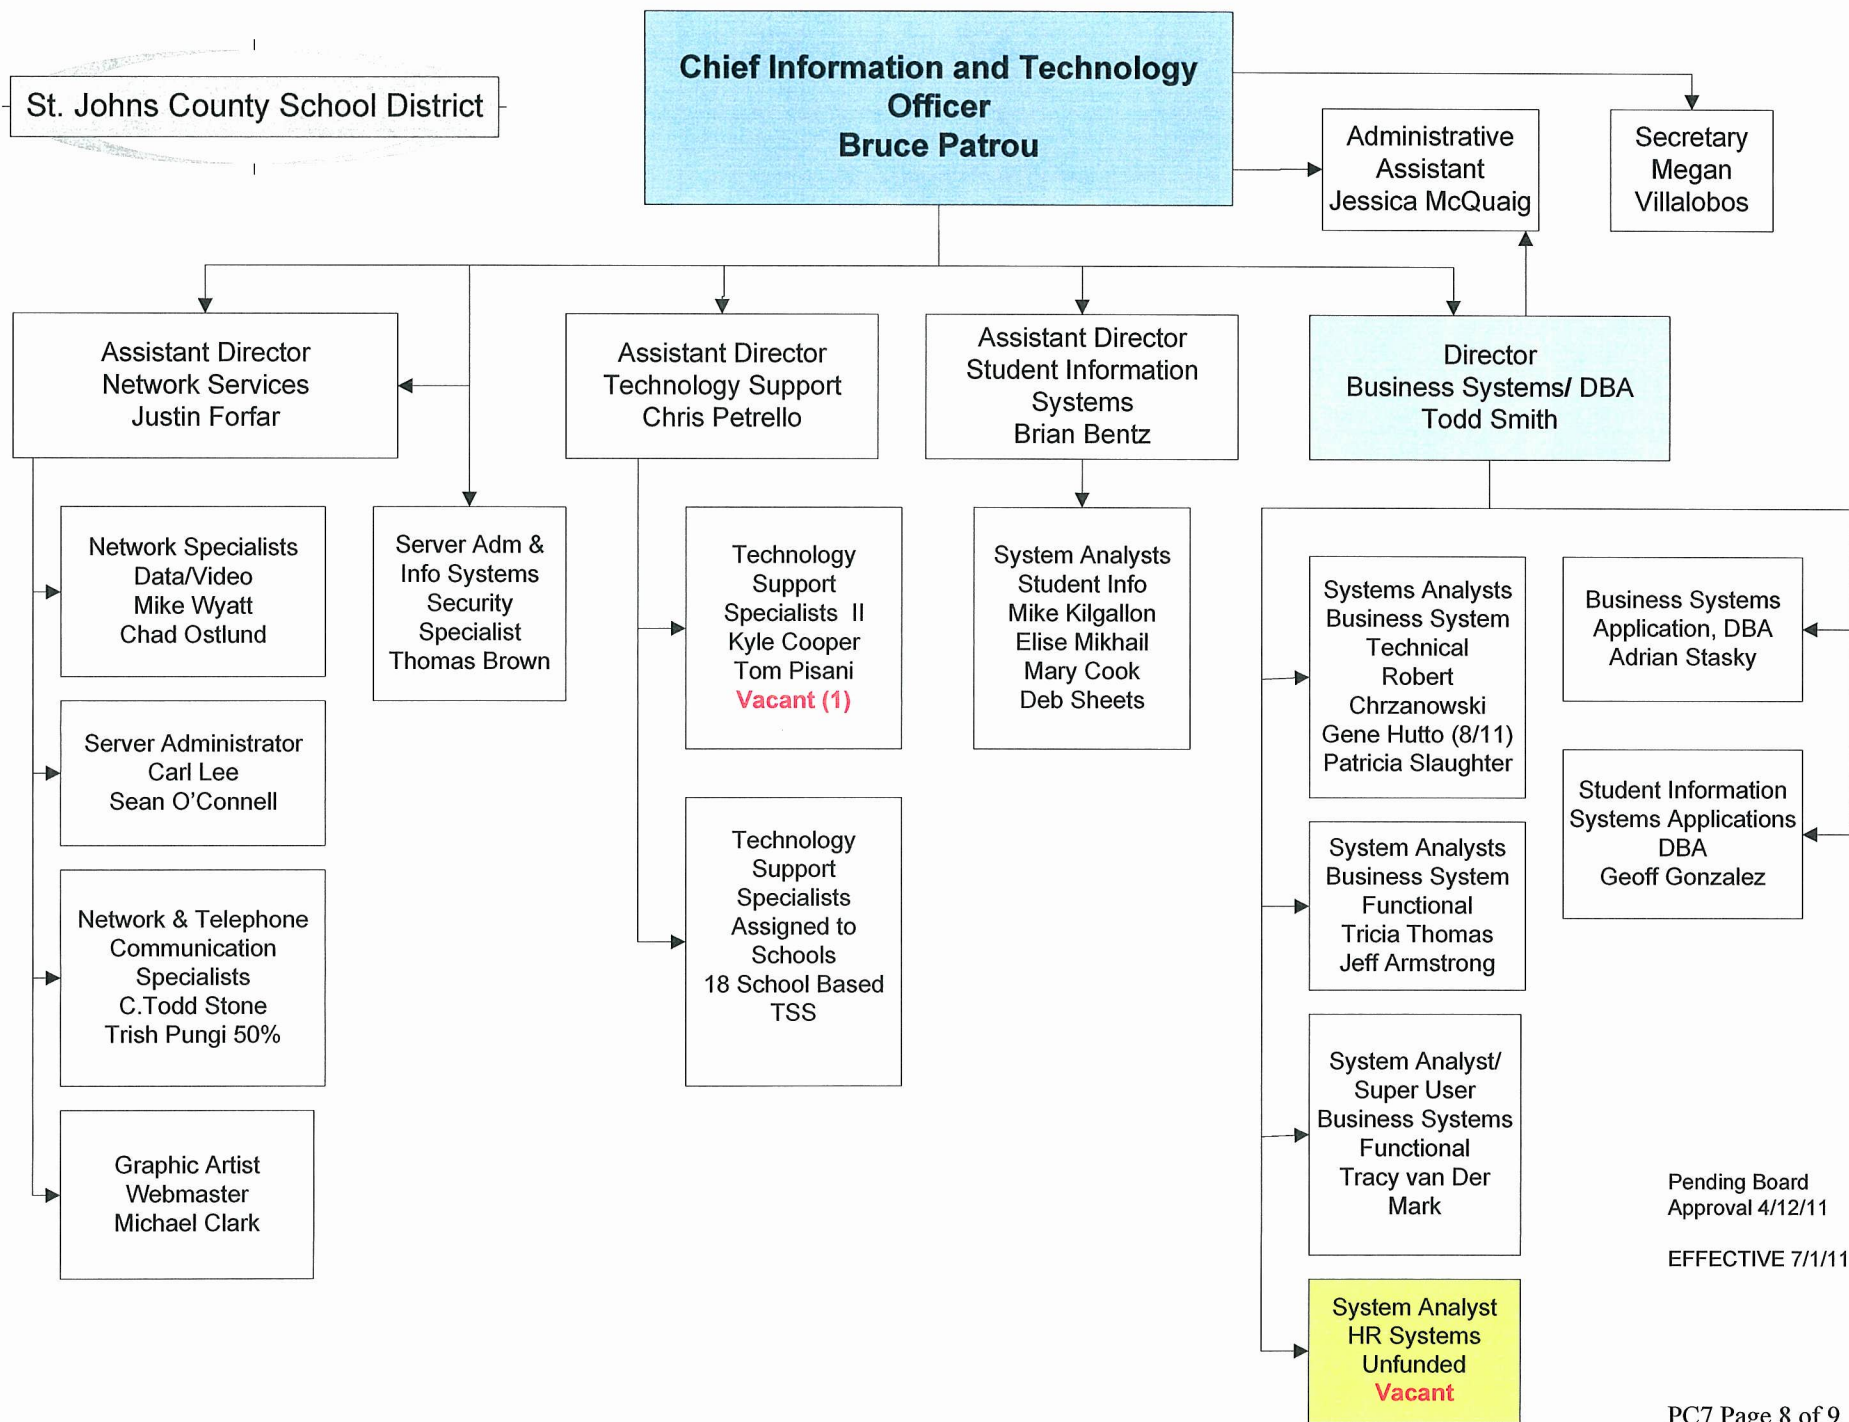 St. Johns County School District
Chief Information and Technology
Officer
Bruce Patrou
Administrative
Assistant
Jessica McQuaig
Secretary
Megan
Villalobos
Assistant Director
Network Services
Justin Forfar
Assistant Director
Technology Support
Chris Petrello
Assistant Director
Student Information
Systems
Brian Bentz
Director
Business Systems/ DBA
Todd Smith
Network Specialists
Data/Video
Mike Wyatt
Chad Ostlund
Server Administrator
Carl Lee
Sean O'Connell
Network & Telephone
Communication
Specialists
C.Todd Stone
Trish Pungi 50%
Graphic Artist
Webmaster
Michael Clark
Server Adm &
Info Systems
Security
Specialist
Thomas Brown
Technology
Support
Specialists II
Kyle Cooper
Tom Pisani
Vacant (1)
Technology
Support
Specialists
Assigned to
Schools
18 School Based
TSS
System Analysts
Student Info
Mike Kilgallon
Elise Mikhail
Mary Cook
Deb Sheets
Systems Analysts
Business System
Technical
Robert
Chrzanowski
Gene Hutto (8/11)
Patricia Slaughter
System Analysts
Business System
Functional
Tricia Thomas
Jeff Armstrong
System Analyst/
Super User
Business Systems
Functional
Tracy van Der
Mark
System Analyst
HR Systems
Unfunded
Vacant
Business Systems
Application, DBA
Adrian Stasky
Student Information
Systems Applications
DBA
Geoff Gonzalez
Pending Board
Approval 4/12/11
EFFECTIVE 7/1/11
PC7 Page 8 of 9